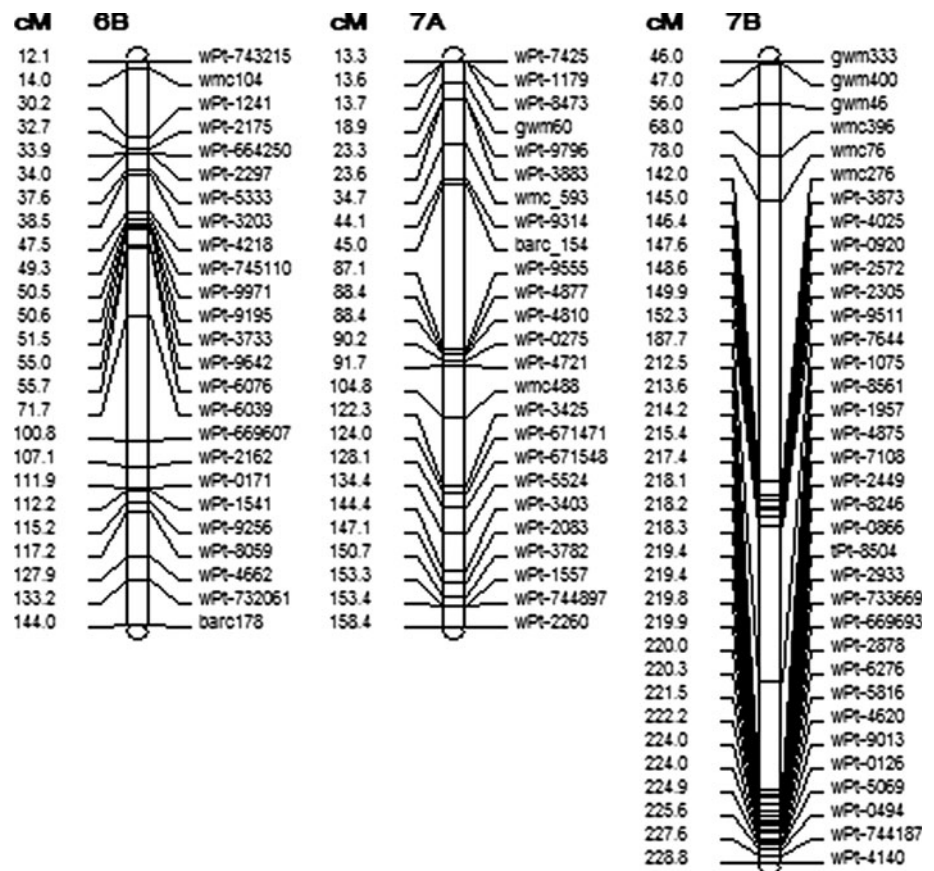 cM 6B
12.1 wPt-743215
14.0 wmc104
30.2 wPt-1241
32.7 wPt-2175
33.9 wPt-664250
34.0 wPt-2297
37.6 wPt-5333
38.5 wPt-3203
47.5 wPt-4218
49.3 wPt-745110
50.5 wPt-9971
50.6 wPt-9195
51.5 wPt-3733
55.0 wPt-9642
55.7 wPt-6076
71.7 wPt-6039
100.8 wPt-669607
107.1 wPt-2162
111.9 wPt-0171
112.2 wPt-1541
115.2 wPt-9256
117.2 wPt-8059
127.9 wPt-4662
133.2 wPt-732061
144.0 barc178
cM 7A
13.3 wPt-7425
13.6 wPt-1179
13.7 wPt-8473
18.9 gwm60
23.3 wPt-9796
23.6 wPt-3883
34.7 wmc_593
44.1 wPt-9314
45.0 barc_154
87.1 wPt-9555
88.4 wPt-4877
88.4 wPt-4810
90.2 wPt-0275
91.7 wPt-4721
104.8 wmc488
122.3 wPt-3425
124.0 wPt-671471
128.1 wPt-671548
134.4 wPt-5524
144.4 wPt-3403
147.1 wPt-2083
150.7 wPt-3782
153.3 wPt-1557
153.4 wPt-744897
158.4 wPt-2260
cM 7B
46.0 gwm333
47.0 gwm400
56.0 gwm46
68.0 wmc396
78.0 wmc76
142.0 wmc276
145.0 wPt-3873
146.4 wPt-4025
147.6 wPt-0920
148.6 wPt-2572
149.9 wPt-2305
152.3 wPt-9511
187.7 wPt-7644
212.5 wPt-1075
213.6 wPt-8561
214.2 wPt-1957
215.4 wPt-4875
217.4 wPt-7108
218.1 wPt-2449
218.2 wPt-8246
218.3 wPt-0866
219.4 tPt-8504
219.4 wPt-2933
219.8 wPt-733669
219.9 wPt-669693
220.0 wPt-2878
220.3 wPt-6276
221.5 wPt-5816
222.2 wPt-4620
224.0 wPt-9013
224.0 wPt-0126
224.9 wPt-5069
225.6 wPt-0494
227.6 wPt-744187
228.8 wPt-4140